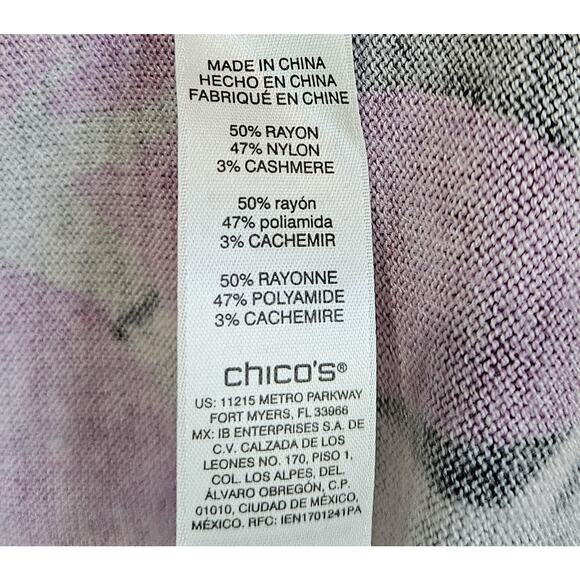 MADE IN CHINA
HECHO EN CHINA
FABRIQUÉ EN CHINE
50% RAYON
47% NYLON
3% CASHMERE
50% rayón
47% poliamida
3% CACHEMIR
50% RAYONNE
47% POLYAMIDE
3% CACHEMIRE
chico's®
US: 11215 METRO PARKWAY
FORT MYERS, FL 33966
MX: IB ENTERPRISES S.A. DE
C.V. CALZADA DE LOS
LEONES NO. 170, PISO 1,
COL. LOS ALPES, DEL.
ÁLVARO OBREGÓN, C.P.
01010, CIUDAD DE MÉXICO,
MÉXICO. RFC: IEN1701241PA